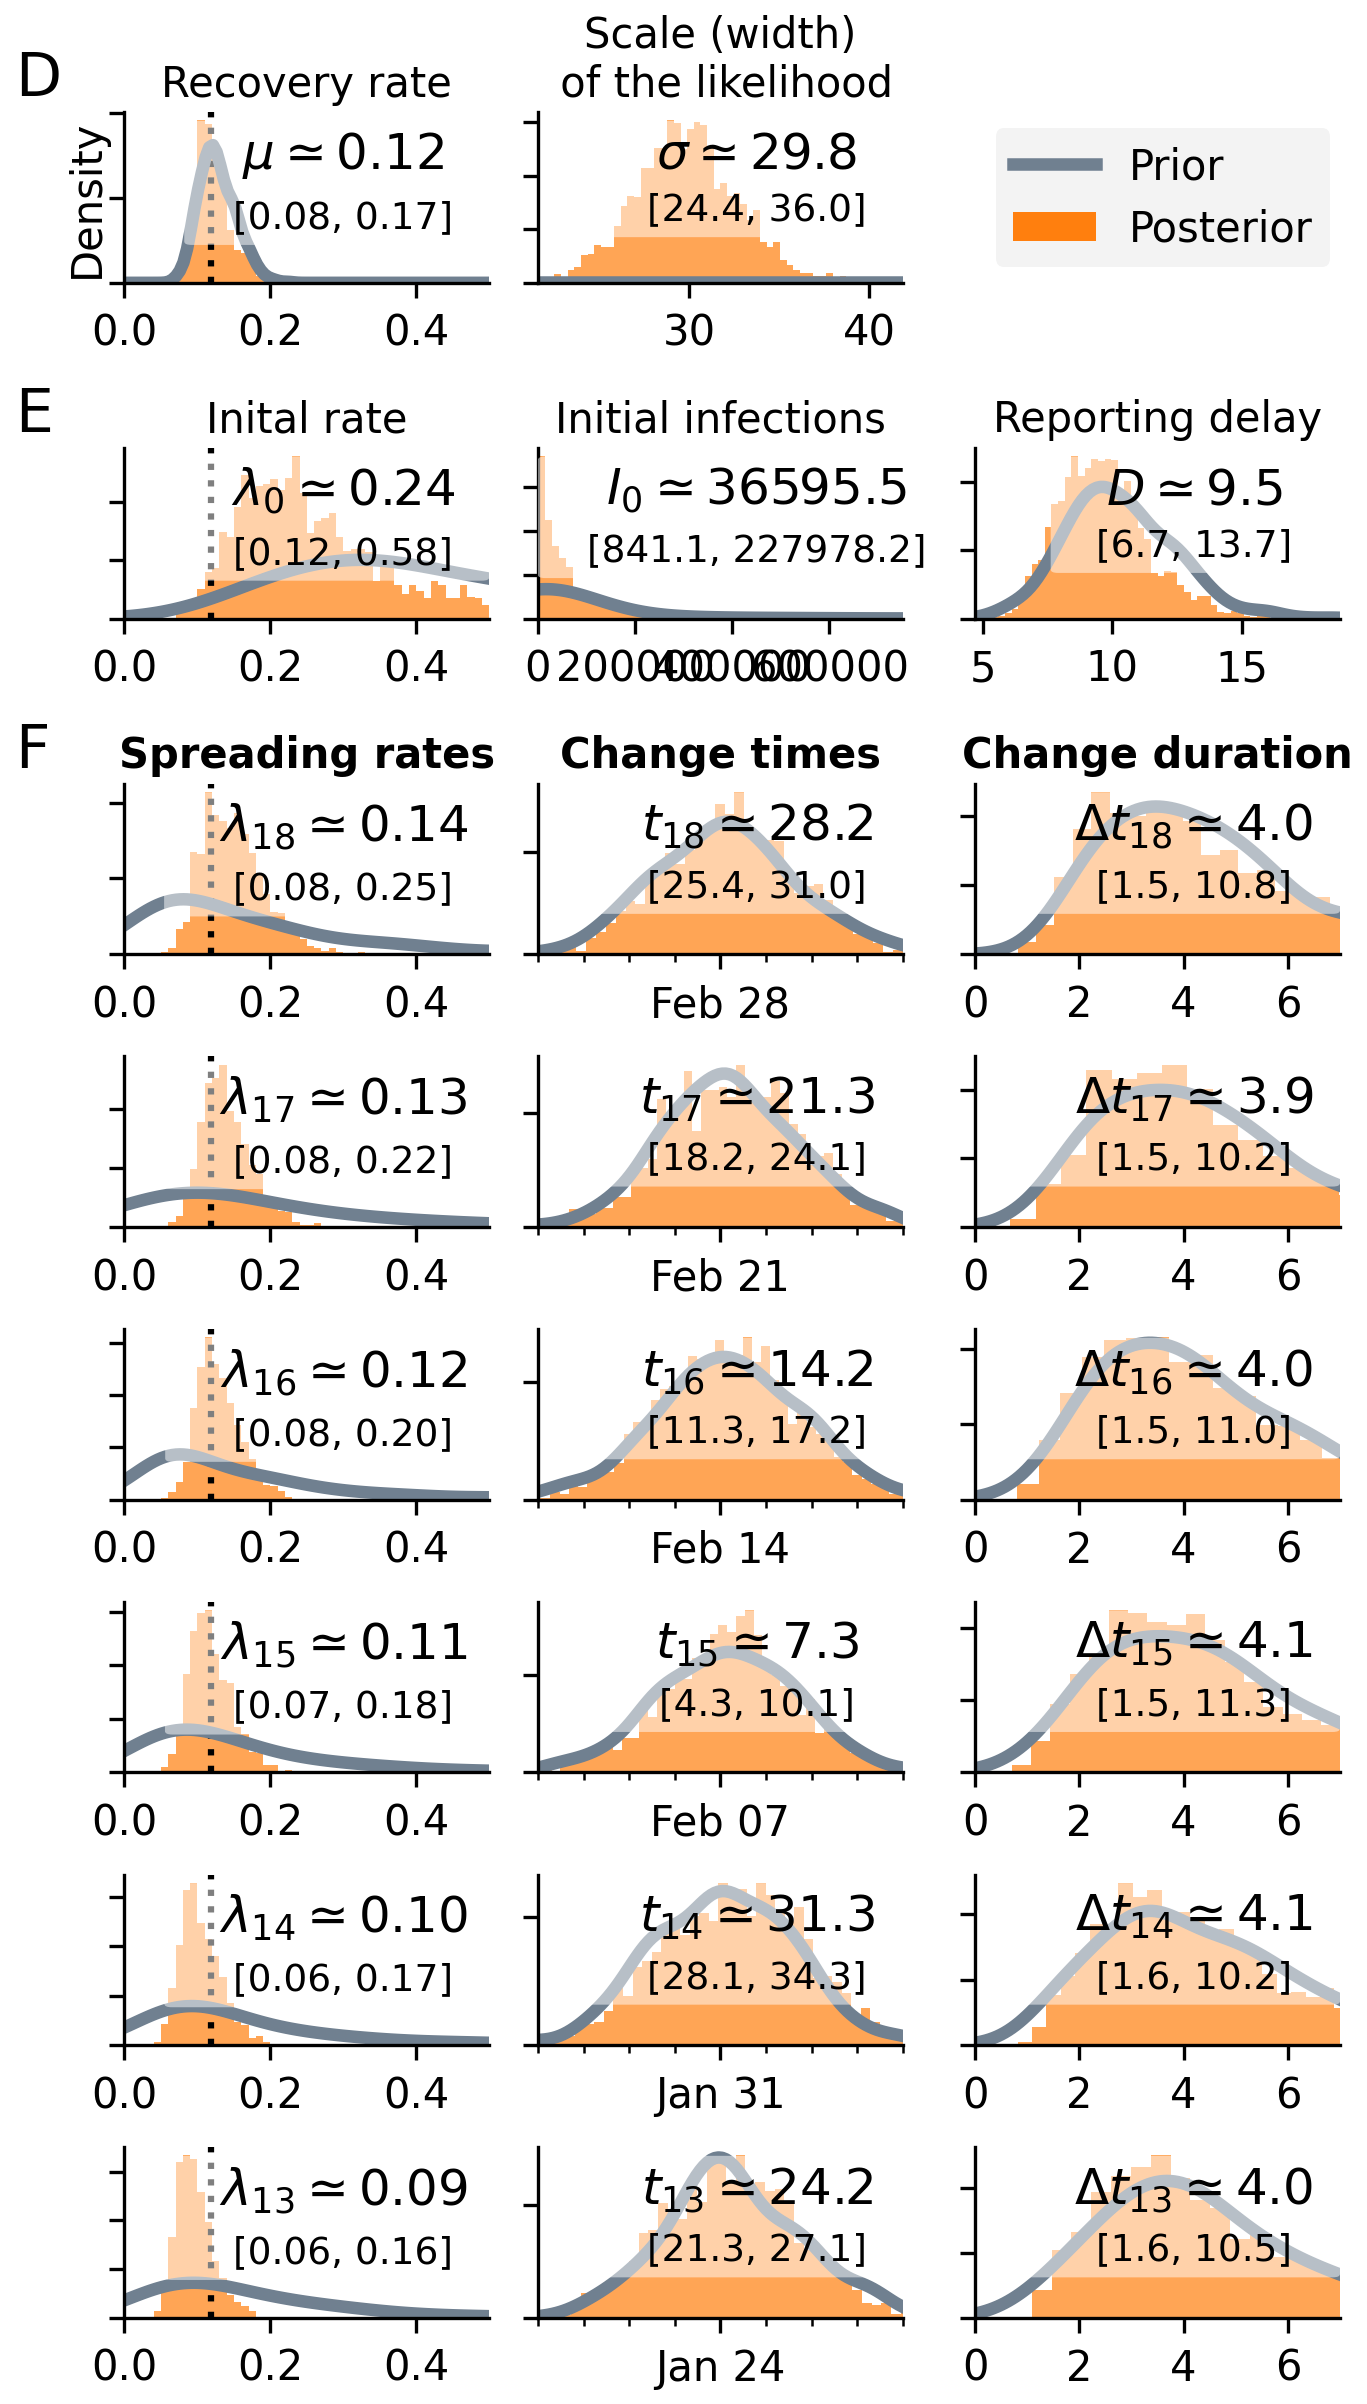 D
Recovery rate
Scale (width)
of the likelihood
Density
μ ≃ 0.12
[0.08, 0.17]
σ ≃ 29.8
[24.4, 36.0]
Prior
Posterior
0.0 0.2 0.4
30 40
E
Inital rate
Initial infections
Reporting delay
λ₀ ≃ 0.24
[0.12, 0.58]
I₀ ≃ 36595.5
[841.1, 227978.2]
D ≃ 9.5
[6.7, 13.7]
0.0 0.2 0.4
0 200000 400000 600000
5 10 15
F
Spreading rates
Change times
Change duration
λ₁₈ ≃ 0.14
[0.08, 0.25]
t₁₈ ≃ 28.2
[25.4, 31.0]
Δt₁₈ ≃ 4.0
[1.5, 10.8]
0.0 0.2 0.4
Feb 28
0 2 4 6
λ₁₇ ≃ 0.13
[0.08, 0.22]
t₁₇ ≃ 21.3
[18.2, 24.1]
Δt₁₇ ≃ 3.9
[1.5, 10.2]
0.0 0.2 0.4
Feb 21
0 2 4 6
λ₁₆ ≃ 0.12
[0.08, 0.20]
t₁₆ ≃ 14.2
[11.3, 17.2]
Δt₁₆ ≃ 4.0
[1.5, 11.0]
0.0 0.2 0.4
Feb 14
0 2 4 6
λ₁₅ ≃ 0.11
[0.07, 0.18]
t₁₅ ≃ 7.3
[4.3, 10.1]
Δt₁₅ ≃ 4.1
[1.5, 11.3]
0.0 0.2 0.4
Feb 07
0 2 4 6
λ₁₄ ≃ 0.10
[0.06, 0.17]
t₁₄ ≃ 31.3
[28.1, 34.3]
Δt₁₄ ≃ 4.1
[1.6, 10.2]
0.0 0.2 0.4
Jan 31
0 2 4 6
λ₁₃ ≃ 0.09
[0.06, 0.16]
t₁₃ ≃ 24.2
[21.3, 27.1]
Δt₁₃ ≃ 4.0
[1.6, 10.5]
0.0 0.2 0.4
Jan 24
0 2 4 6